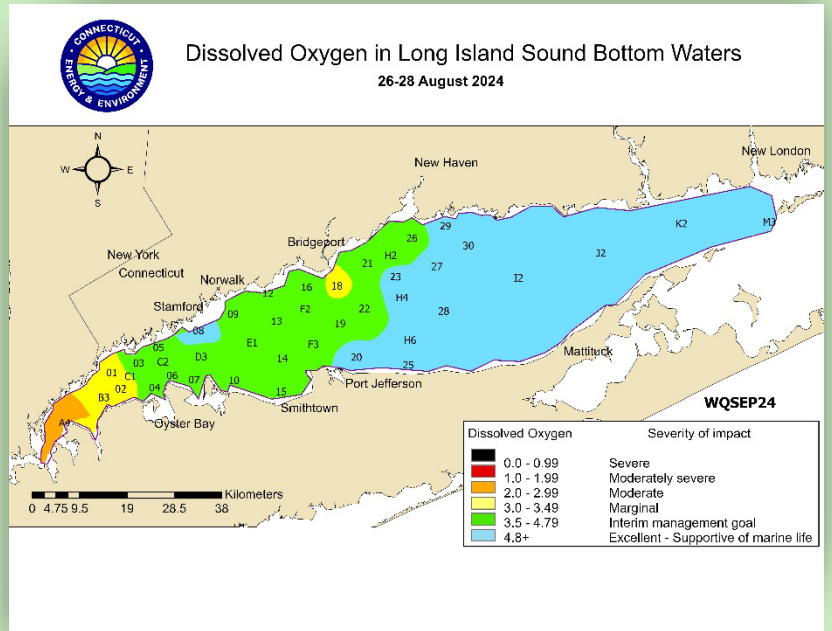 CONNECTICUT
ENERGY & ENVIRONMENT
Dissolved Oxygen in Long Island Sound Bottom Waters
26-28 August 2024
N
W E
S
New London
New Haven
29
K2
M3
26
30
Bridgeport
H2
J2
New York
21
27
Connecticut
23
I2
Norwalk
16
18
12
H4
Stamford
09
F2
22
28
13
19
08
E1
F3
H6
05
D3
14
20
Mattituck
03
C2
25
01
C1
06
07
10
Port Jefferson
02
04
15
B3
Smithtown
WQSEP24
A4
Oyster Bay
Dissolved Oxygen Severity of impact
0.0 - 0.99 Severe
1.0 - 1.99 Moderately severe
2.0 - 2.99 Moderate
3.0 - 3.49 Marginal
3.5 - 4.79 Interim management goal
4.8+ Excellent - Supportive of marine life
Kilometers
0 4.75 9.5 19 28.5 38